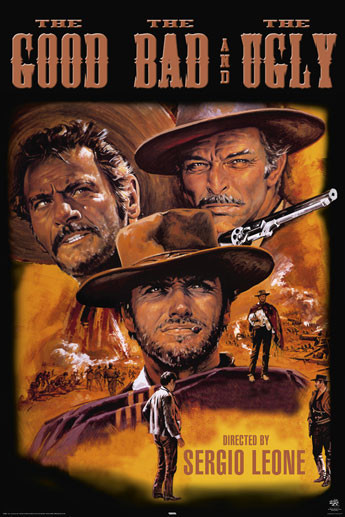 THE THE THE
GOOD BAD AND UGLY
DIRECTED BY
SERGIO LEONE